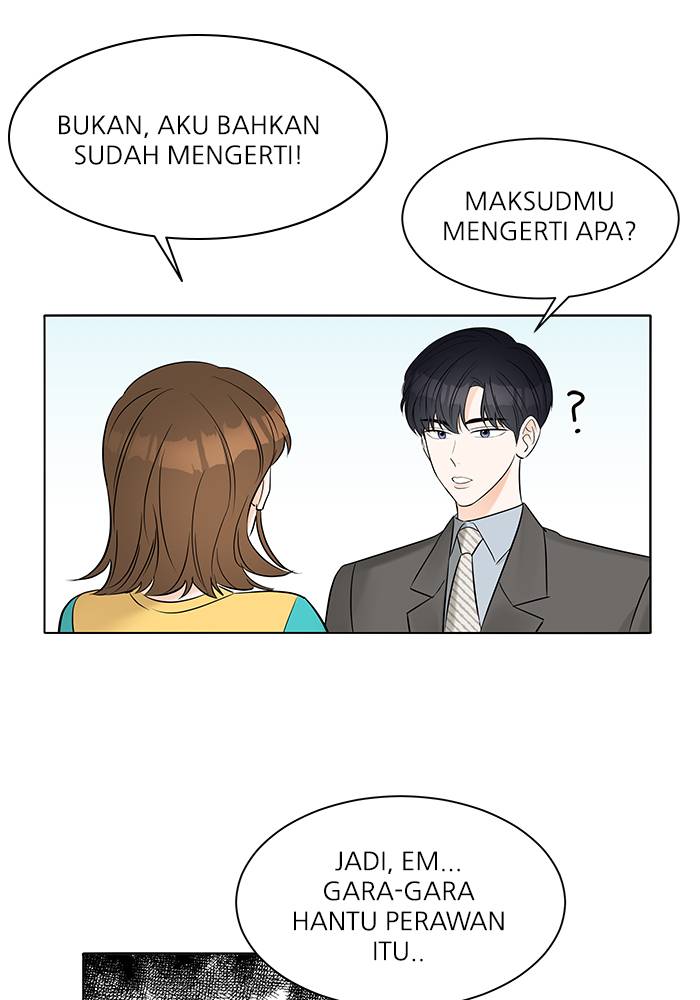 BUKAN, AKU BAHKAN
SUDAH MENGERTI!
MAKSUDMU
MENGERTI APA?
?
JADI, EM...
GARA-GARA
HANTU PERAWAN
ITU..